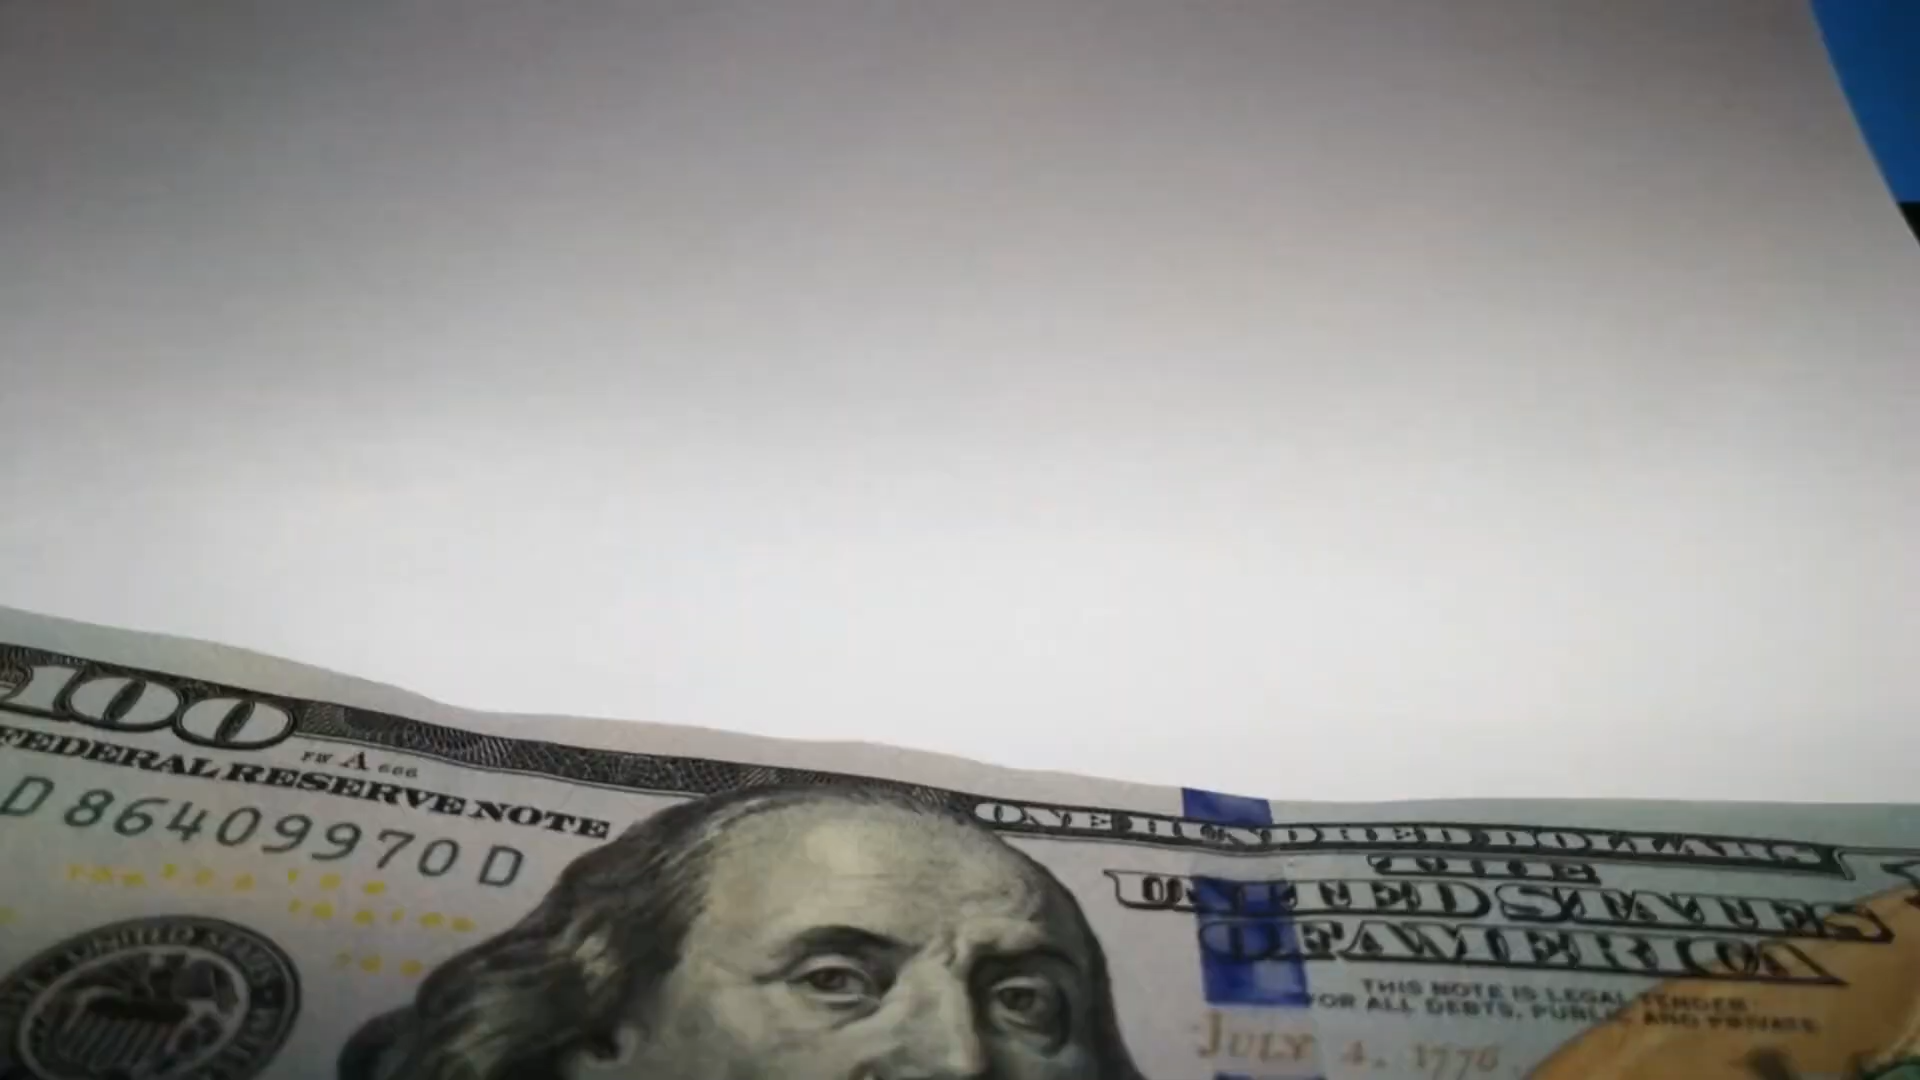 100
FW A 666
FEDERAL RESERVE NOTE
D 86409970 D
ONE HUNDRED DOLLARS
THE
UNITED STATES
OF AMERICA
THIS NOTE IS LEGAL TENDER
FOR ALL DEBTS, PUBLIC AND PRIVATE
JULY 4, 1776